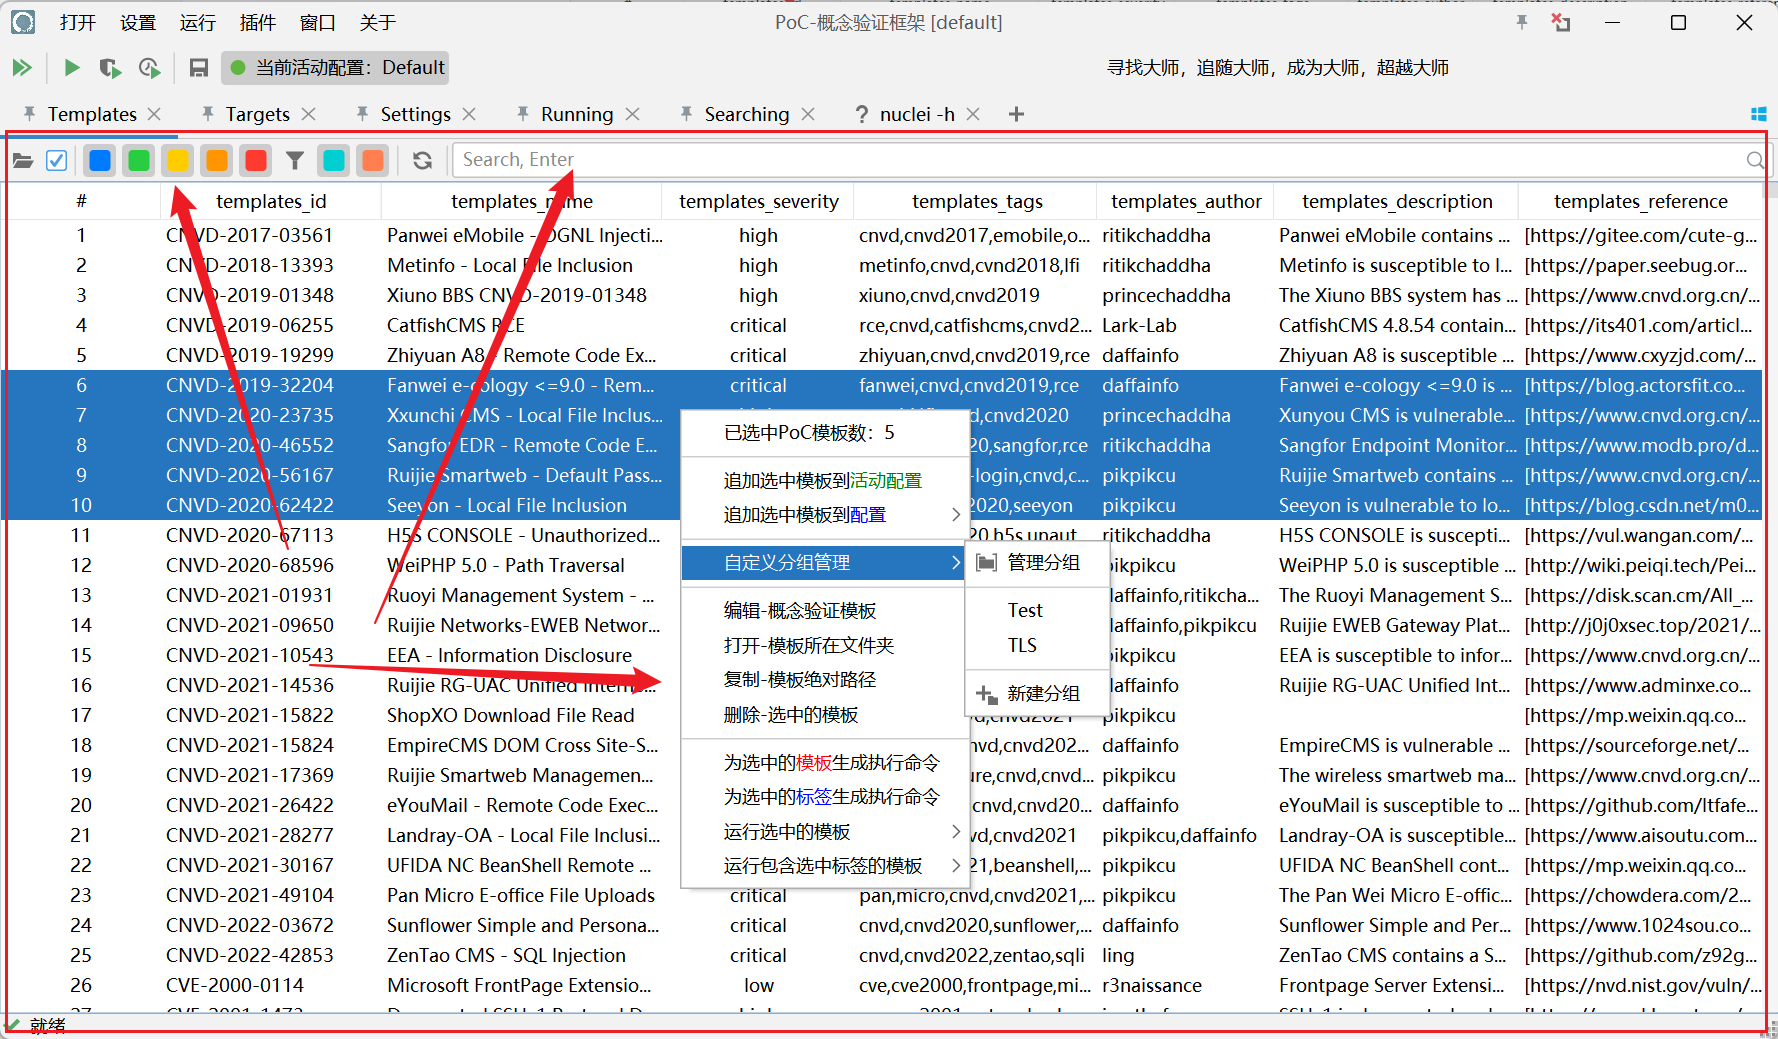 打开 设置 运行 插件 窗口 关于 PoC-概念验证框架 [default]
当前活动配置：Default 寻找大师，追随大师，成为大师，超越大师
Templates Targets Settings Running Searching nuclei -h
Search, Enter
# templates_id templates_name templates_severity templates_tags templates_author templates_description templates_reference
1 CNVD-2017-03561 Panwei eMobile - OGNL Injecti... high cnvd,cnvd2017,emobile,o... ritikchaddha Panwei eMobile contains ... [https://gitee.com/cute-g...
2 CNVD-2018-13393 Metinfo - Local File Inclusion high metinfo,cnvd,cvnd2018,lfi ritikchaddha Metinfo is susceptible to l... [https://paper.seebug.or...
3 CNVD-2019-01348 Xiuno BBS CNVD-2019-01348 high xiuno,cnvd,cnvd2019 princechaddha The Xiuno BBS system has ... [https://www.cnvd.org.cn/...
4 CNVD-2019-06255 CatfishCMS RCE critical rce,cnvd,catfishcms,cnvd2... Lark-Lab CatfishCMS 4.8.54 contain... [https://its401.com/articl...
5 CNVD-2019-19299 Zhiyuan A8 - Remote Code Ex... critical zhiyuan,cnvd,cnvd2019,rce daffainfo Zhiyuan A8 is susceptible ... [https://www.cxyzjd.com/...
6 CNVD-2019-32204 Fanwei e-cology <=9.0 - Rem... critical fanwei,cnvd,cnvd2019,rce daffainfo Fanwei e-cology <=9.0 is ... [https://blog.actorsfit.co...
7 CNVD-2020-23735 Xxunchi CMS - Local File Inclus... d,cnvd2020 princechaddha Xunyou CMS is vulnerable... [https://www.cnvd.org.cn/...
8 CNVD-2020-46552 Sangfor EDR - Remote Code E... 20,sangfor,rce ritikchaddha Sangfor Endpoint Monitor... [https://www.modb.pro/d...
9 CNVD-2020-56167 Ruijie Smartweb - Default Pass... -login,cnvd,c... pikpikcu Ruijie Smartweb contains ... [https://www.cnvd.org.cn/...
10 CNVD-2020-62422 Seeyon - Local File Inclusion 2020,seeyon pikpikcu Seeyon is vulnerable to lo... [https://blog.csdn.net/m0...
11 CNVD-2020-67113 H5S CONSOLE - Unauthorized... 20,h5s,unaut... ritikchaddha H5S CONSOLE is suscepti... [https://vul.wangan.com/...
12 CNVD-2020-68596 WeiPHP 5.0 - Path Traversal pikpikcu WeiPHP 5.0 is susceptible ... [http://wiki.peiqi.tech/Pei...
13 CNVD-2021-01931 Ruoyi Management System - ... daffainfo,ritikcha... The Ruoyi Management S... [https://disk.scan.cm/All_...
14 CNVD-2021-09650 Ruijie Networks-EWEB Networ... daffainfo,pikpikcu Ruijie EWEB Gateway Plat... [http://j0j0xsec.top/2021/...
15 CNVD-2021-10543 EEA - Information Disclosure pikpikcu EEA is susceptible to infor... [https://www.cnvd.org.cn/...
16 CNVD-2021-14536 Ruijie RG-UAC Unified Intern... daffainfo Ruijie RG-UAC Unified Int... [https://www.adminxe.co...
17 CNVD-2021-15822 ShopXO Download File Read d,cnvd2021 pikpikcu [https://mp.weixin.qq.co...
18 CNVD-2021-15824 EmpireCMS DOM Cross Site-S... nvd,cnvd202... daffainfo EmpireCMS is vulnerable ... [https://sourceforge.net/...
19 CNVD-2021-17369 Ruijie Smartweb Managemen... ure,cnvd,cnvd... pikpikcu The wireless smartweb ma... [https://www.cnvd.org.cn/...
20 CNVD-2021-26422 eYouMail - Remote Code Exec... cnvd,cnvd20... daffainfo eYouMail is susceptible to ... [https://github.com/ltfafe...
21 CNVD-2021-28277 Landray-OA - Local File Inclusi... vd,cnvd2021 pikpikcu,daffainfo Landray-OA is susceptible... [https://www.aisoutu.com...
22 CNVD-2021-30167 UFIDA NC BeanShell Remote ... 21,beanshell,... pikpikcu UFIDA NC BeanShell cont... [https://mp.weixin.qq.co...
23 CNVD-2021-49104 Pan Micro E-office File Uploads critical pan,micro,cnvd,cnvd2021,... pikpikcu The Pan Wei Micro E-offic... [https://chowdera.com/2...
24 CNVD-2022-03672 Sunflower Simple and Persona... critical cnvd,cnvd2020,sunflower,... daffainfo Sunflower Simple and Per... [https://www.1024sou.co...
25 CNVD-2022-42853 ZenTao CMS - SQL Injection critical cnvd,cnvd2022,zentao,sqli ling ZenTao CMS contains a S... [https://github.com/z92g...
26 CVE-2000-0114 Microsoft FrontPage Extensio... low cve,cve2000,frontpage,mi... r3naissance Frontpage Server Extensi... [https://nvd.nist.gov/vuln/...
已选中PoC模板数：5
追加选中模板到活动配置
追加选中模板到配置
自定义分组管理
编辑-概念验证模板
打开-模板所在文件夹
复制-模板绝对路径
删除-选中的模板
为选中的模板生成执行命令
为选中的标签生成执行命令
运行选中的模板
运行包含选中标签的模板
管理分组
Test
TLS
新建分组
就绪